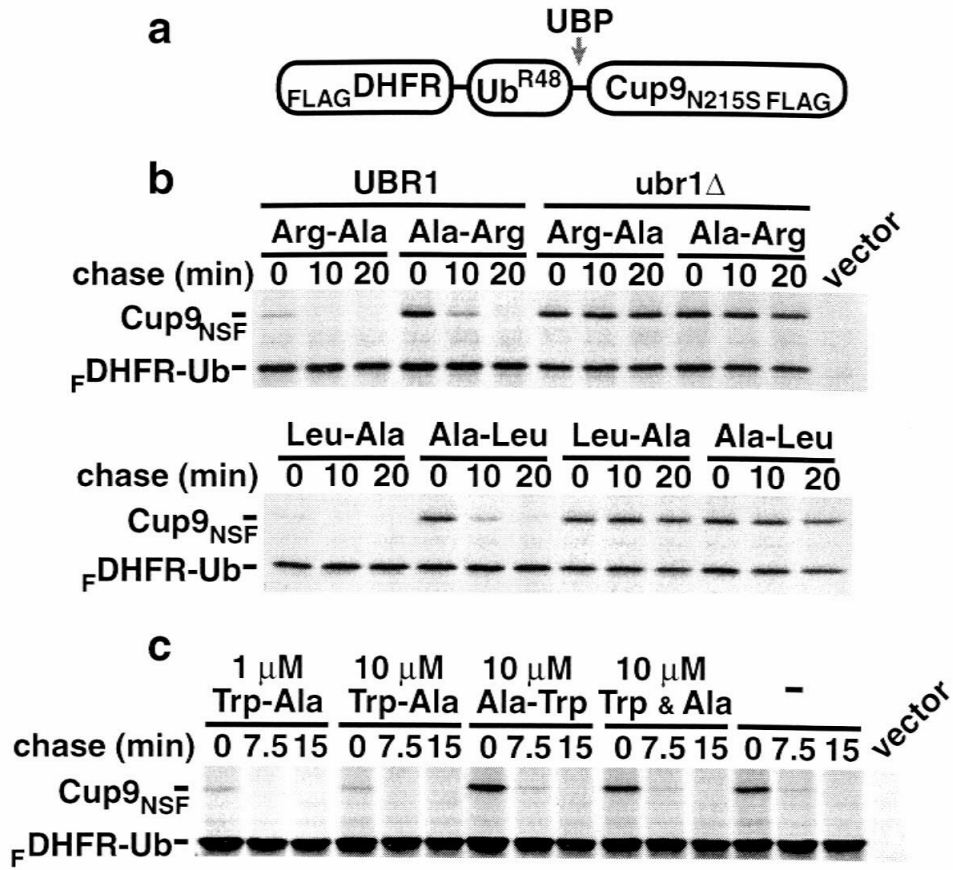 a
UBP
FLAGDHFR UbR48 Cup9N215S FLAG
b
UBR1 ubr1Δ
Arg-Ala Ala-Arg Arg-Ala Ala-Arg vector
chase (min) 0 10 20 0 10 20 0 10 20 0 10 20
Cup9NSF
FDHFR-Ub
Leu-Ala Ala-Leu Leu-Ala Ala-Leu
chase (min) 0 10 20 0 10 20 0 10 20 0 10 20
Cup9NSF
FDHFR-Ub
c
1 μM 10 μM 10 μM 10 μM
Trp-Ala Trp-Ala Ala-Trp Trp & Ala - vector
chase (min) 0 7.5 15 0 7.5 15 0 7.5 15 0 7.5 15 0 7.5 15
Cup9NSF
FDHFR-Ub